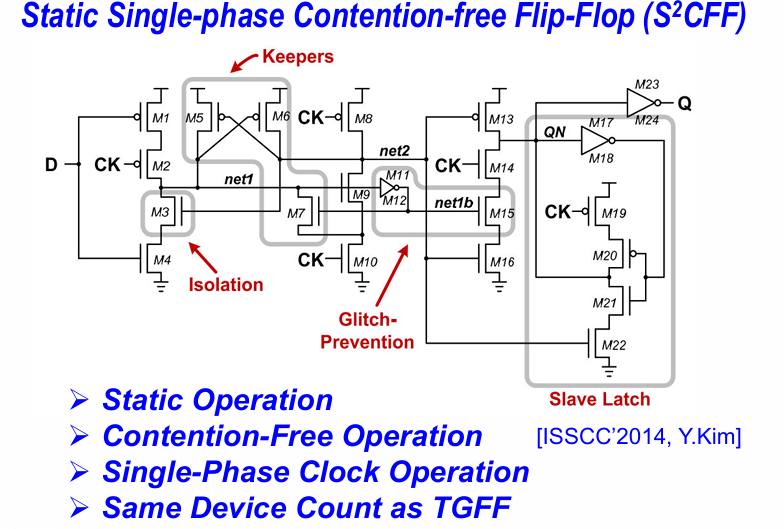 Static Single-phase Contention-free Flip-Flop (S²CFF)
Keepers
M23
M5
M6
M1
CK
M8
M13
Q
M24
M17
QN
D
CK
M2
net2
CK
M14
M18
M11
net1
M9
M12
net1b
CK
M19
M3
M7
M15
M20
M4
CK
M10
M16
Isolation
M21
Glitch-
Prevention
M22
Slave Latch
➢ Static Operation
➢ Contention-Free Operation
[ISSCC'2014, Y.Kim]
➢ Single-Phase Clock Operation
➢ Same Device Count as TGFF